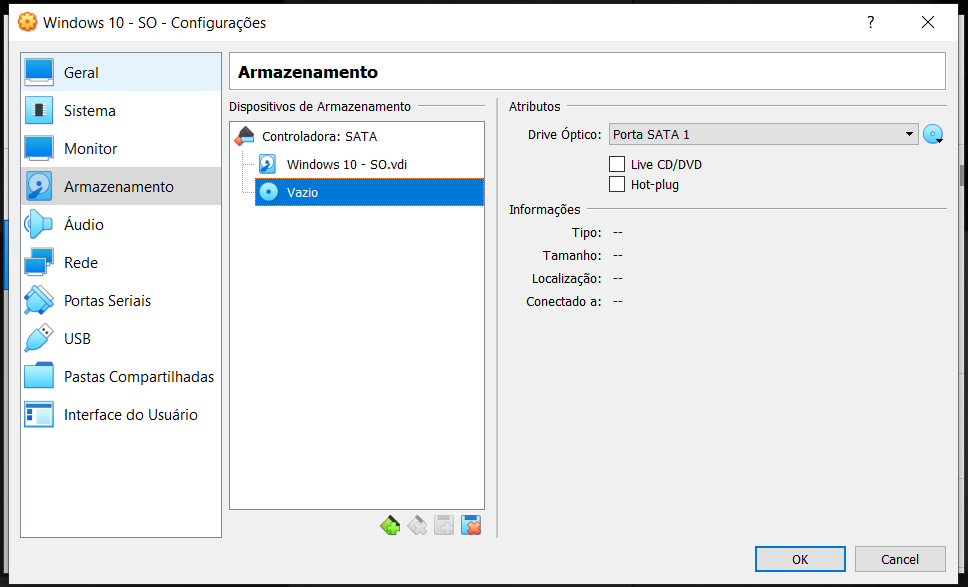 Windows 10 - SO - Configurações
?
Geral
Sistema
Monitor
Armazenamento
Áudio
Rede
Portas Seriais
USB
Pastas Compartilhadas
Interface do Usuário
Armazenamento
Dispositivos de Armazenamento
Controladora: SATA
Windows 10 - SO.vdi
Vazio
Atributos
Drive Óptico: Porta SATA 1
Live CD/DVD
Hot-plug
Informações
Tipo: --
Tamanho: --
Localização: --
Conectado a: --
OK Cancel